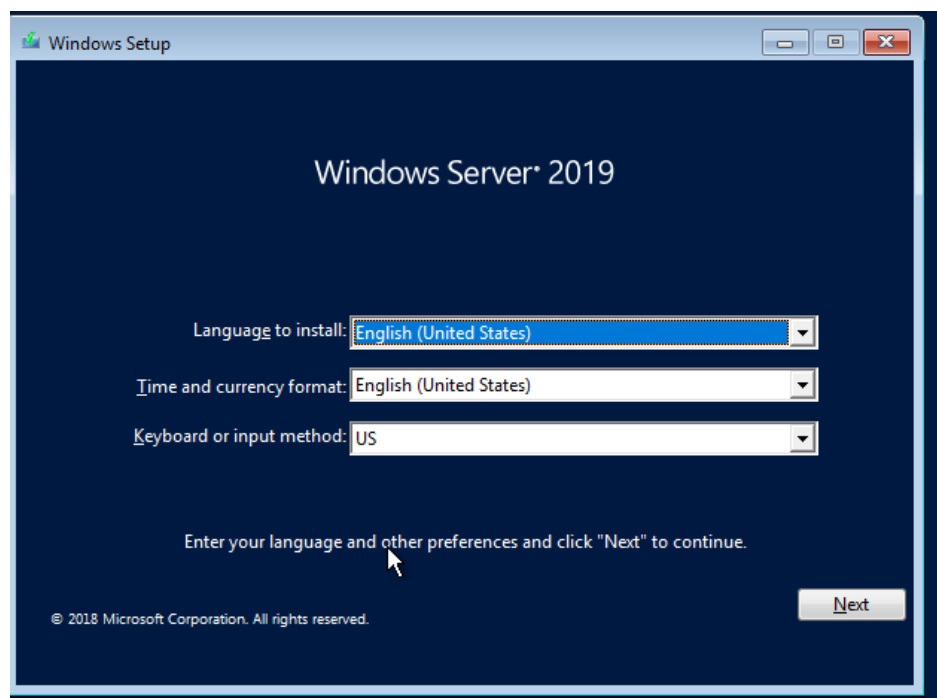 Windows Setup
Windows Server® 2019
Language to install: English (United States)
Time and currency format: English (United States)
Keyboard or input method: US
Enter your language and other preferences and click "Next" to continue.
Next
© 2018 Microsoft Corporation. All rights reserved.